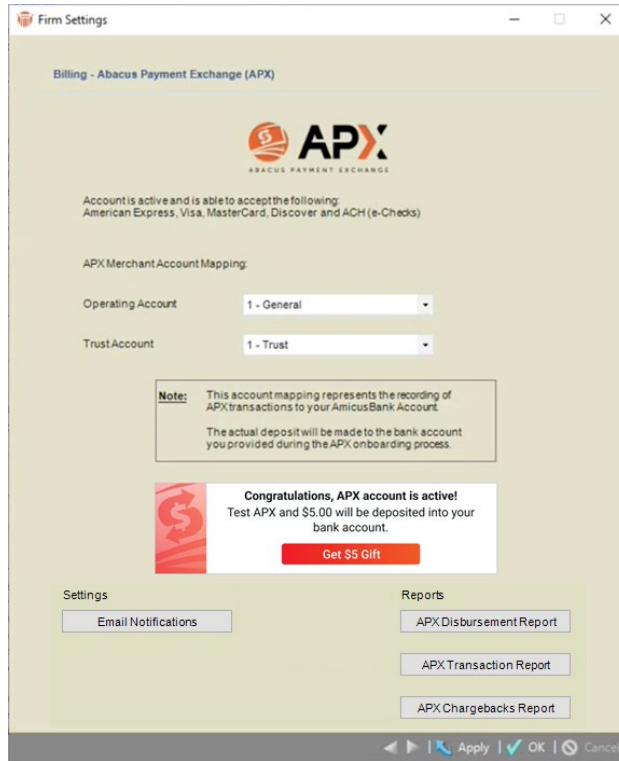 Firm Settings
Billing - Abacus Payment Exchange (APX)
APX
ABACUS PAYMENT EXCHANGE
Account is active and is able to accept the following:
American Express, Visa, MasterCard, Discover and ACH (e-Checks)
APX Merchant Account Mapping:
Operating Account
1 - General
Trust Account
1 - Trust
Note: This account mapping represents the recording of
APX transactions to your Amicus Bank Account.
The actual deposit will be made to the bank account
you provided during the APX onboarding process.
Congratulations, APX account is active!
Test APX and $5.00 will be deposited into your
bank account.
Get $5 Gift
Settings
Reports
Email Notifications
APX Disbursement Report
APX Transaction Report
APX Chargebacks Report
Apply | OK | Cancel